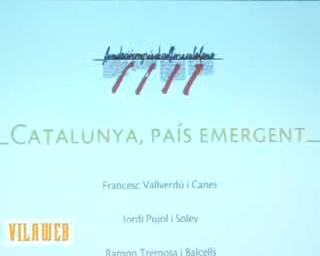 CATALUNYA, PAÍS EMERGENT
Francesc Vallverdú i Canes
Jordi Pujol i Soley
VILAWEB
Ramon Tremosa i Balcells